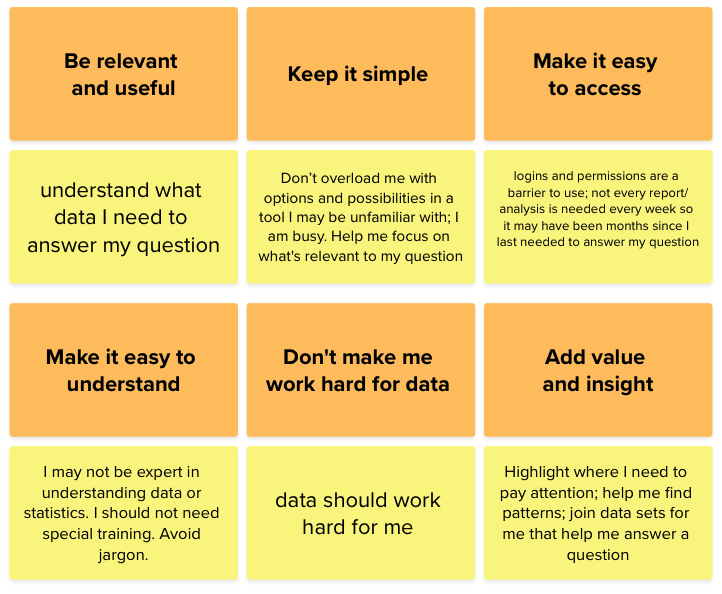 Be relevant
and useful
Keep it simple
Make it easy
to access
understand what
data I need to
answer my question
Don’t overload me with
options and possibilities in a
tool I may be unfamiliar with; I
am busy. Help me focus on
what's relevant to my question
logins and permissions are a
barrier to use; not every report/
analysis is needed every week so
it may have been months since I
last needed to answer my question
Make it easy to
understand
Don't make me
work hard for data
Add value
and insight
I may not be expert in
understanding data or
statistics. I should not need
special training. Avoid
jargon.
data should work
hard for me
Highlight where I need to
pay attention; help me find
patterns; join data sets for
me that help me answer a
question